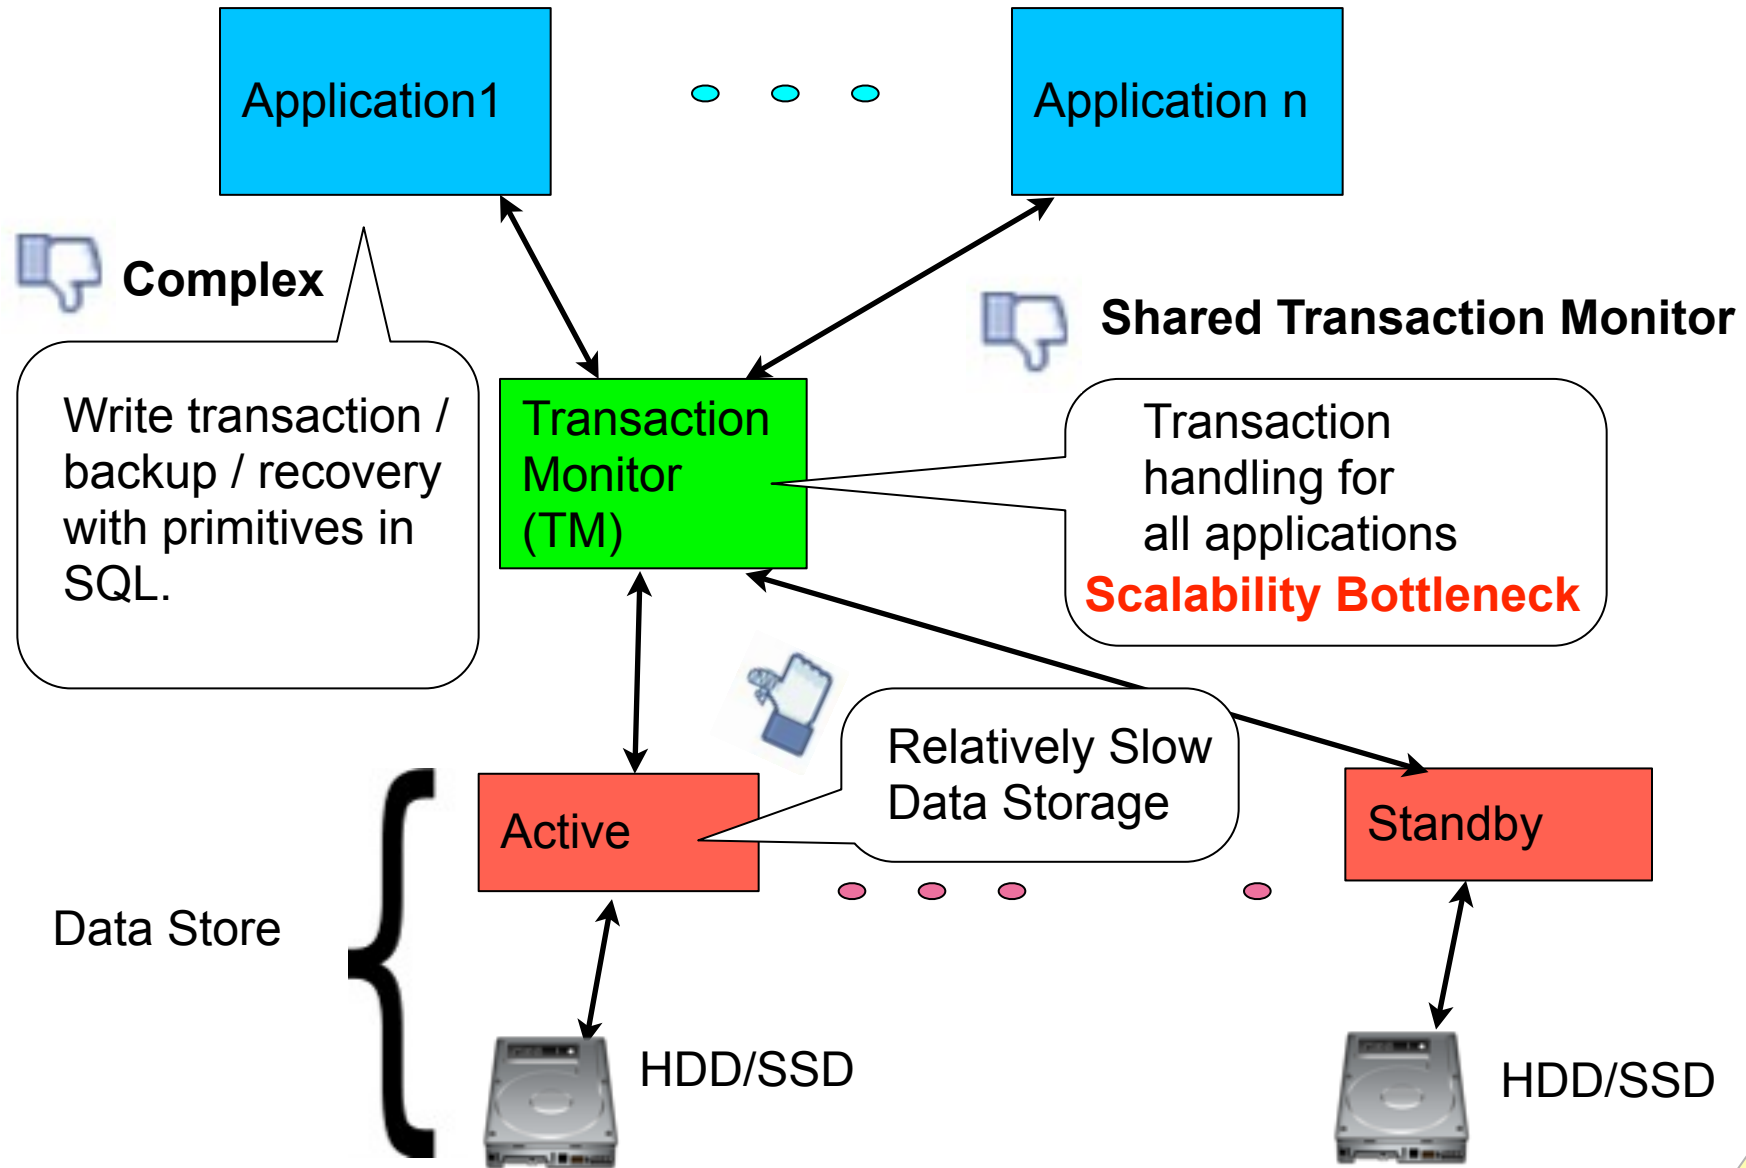 Application1
Application n
Complex
Shared Transaction Monitor
Write transaction /
backup / recovery
with primitives in
SQL.
Transaction
Monitor
(TM)
Transaction
handling for
all applications
Scalability Bottleneck
Relatively Slow
Data Storage
Active
Standby
Data Store
HDD/SSD
HDD/SSD